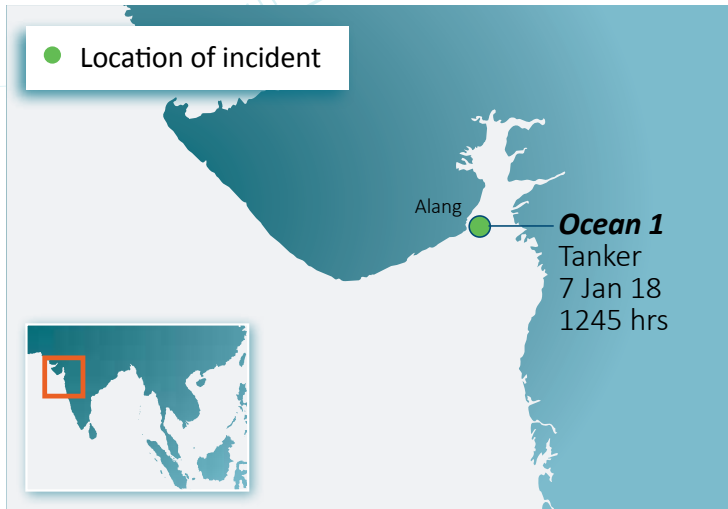 Location of incident
Alang
Ocean 1
Tanker
7 Jan 18
1245 hrs